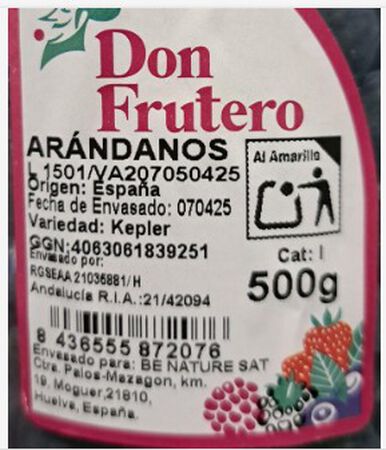 Don
Frutero
ARÁNDANOS
L 1501/VA207050425
Origen: España
Fecha de Envasado: 070425
Variedad: Kepler
GGN:4063061839251
Envasado por:
RGSEAA 21036881/H
Andalucía R.I.A.:21/42094
Al Amarillo
Cat: I
500g
8 436555 872076
Envasado para: BE NATURE SAT
Ctra. Palos-Mazagon, km.
19. Moguer,21810,
Huelva, España.